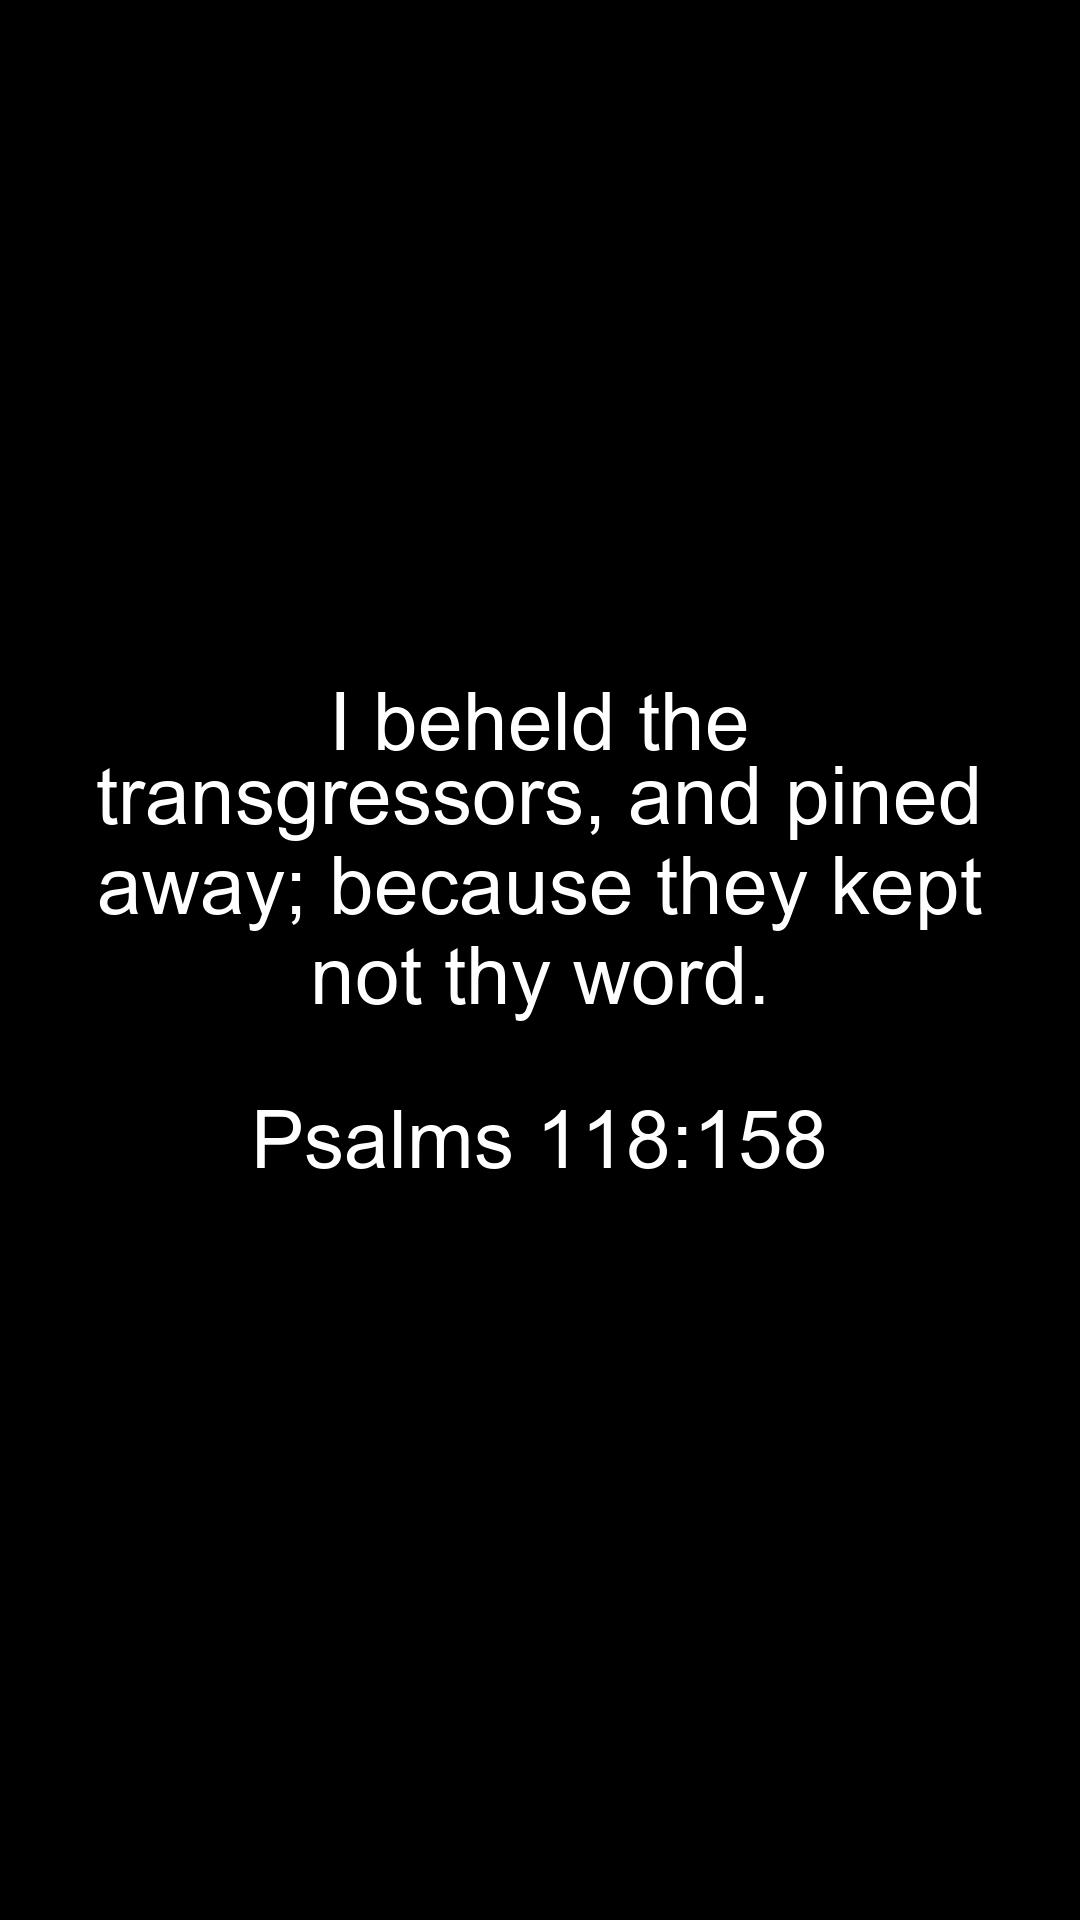 I beheld the
transgressors, and pined
away; because they kept
not thy word.
Psalms 118:158